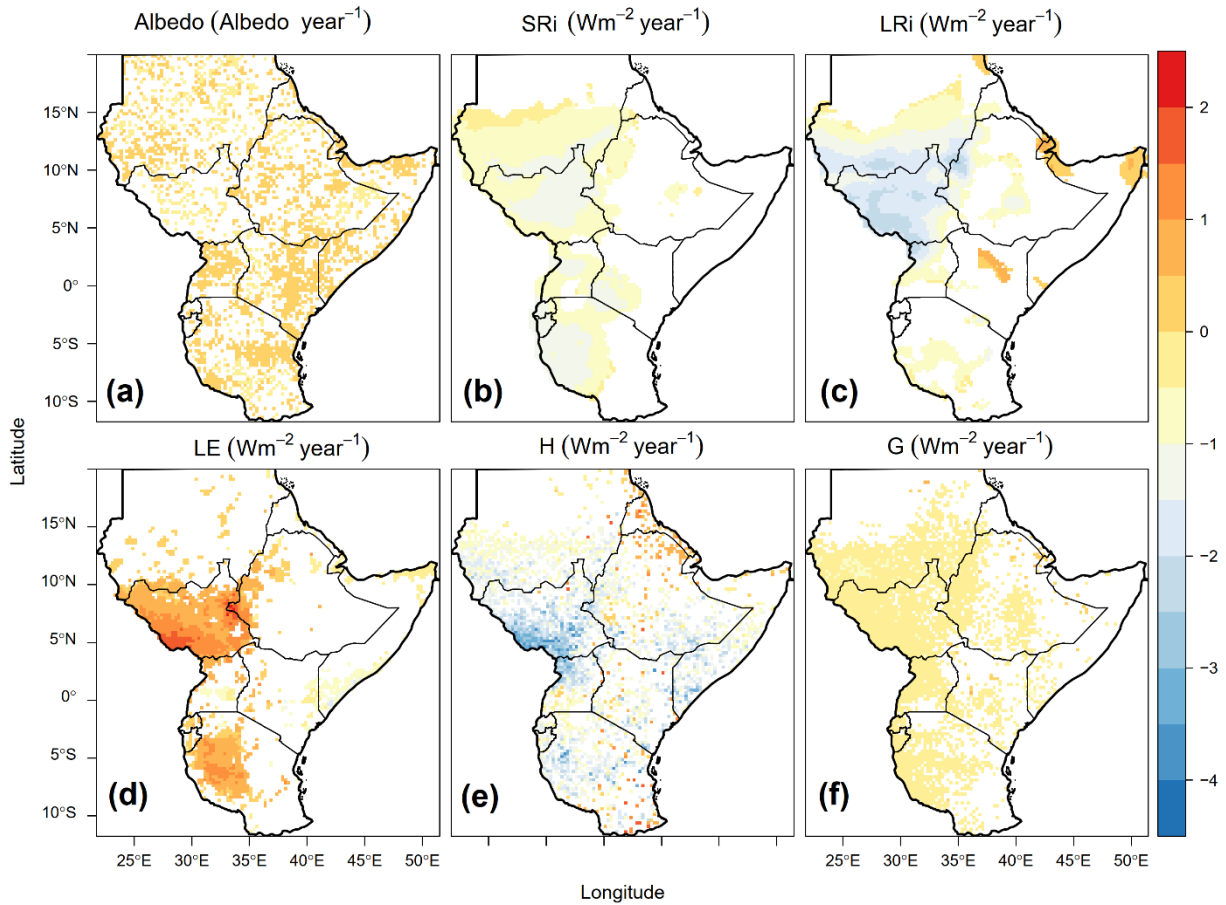 Albedo (Albedo year⁻¹)
SRi (Wm⁻² year⁻¹)
LRi (Wm⁻² year⁻¹)
15°N
10°N
5°N
0°
5°S
10°S
(a)
(b)
(c)
2
1
0
−1
−2
−3
−4
Latitude
LE (Wm⁻² year⁻¹)
H (Wm⁻² year⁻¹)
G (Wm⁻² year⁻¹)
15°N
10°N
5°N
0°
5°S
10°S
(d)
(e)
(f)
25°E 30°E 35°E 40°E 45°E 50°E
25°E 30°E 35°E 40°E 45°E 50°E
Longitude